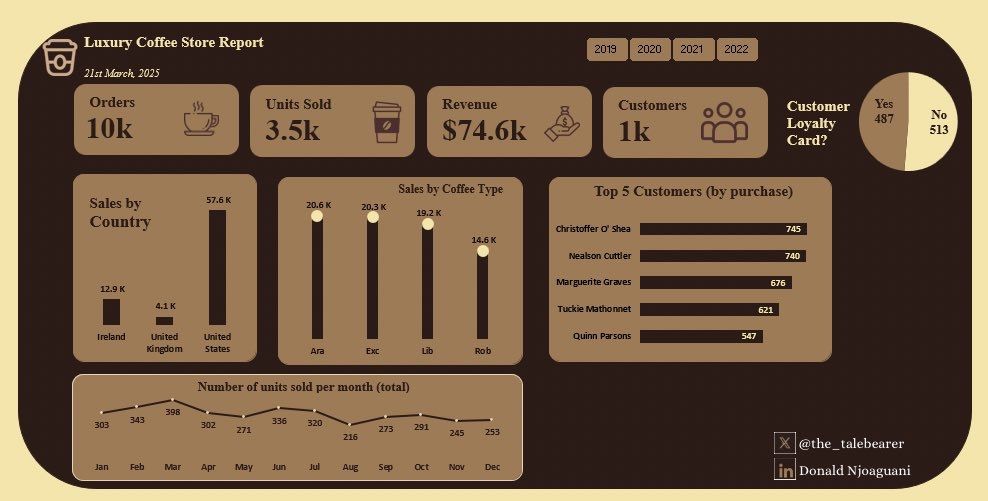 Luxury Coffee Store Report
21st March, 2025
2019 2020 2021 2022
Orders
10k
Units Sold
3.5k
Revenue
$74.6k
Customers
1k
Customer
Loyalty
Card?
Yes
487
No
513
Sales by
Country
57.6 K
12.9 K
4.1 K
Ireland
United
Kingdom
United
States
Sales by Coffee Type
20.6 K
20.3 K
19.2 K
14.6 K
Ara Exc Lib Rob
Top 5 Customers (by purchase)
Christoffer O' Shea 745
Nealson Cuttler 740
Marguerite Graves 676
Tuckie Mathonnet 621
Quinn Parsons 547
Number of units sold per month (total)
303 343 398 302 271 336 320 216 273 291 245 253
Jan Feb Mar Apr May Jun Jul Aug Sep Oct Nov Dec
@the_talebearer
Donald Njoaguani